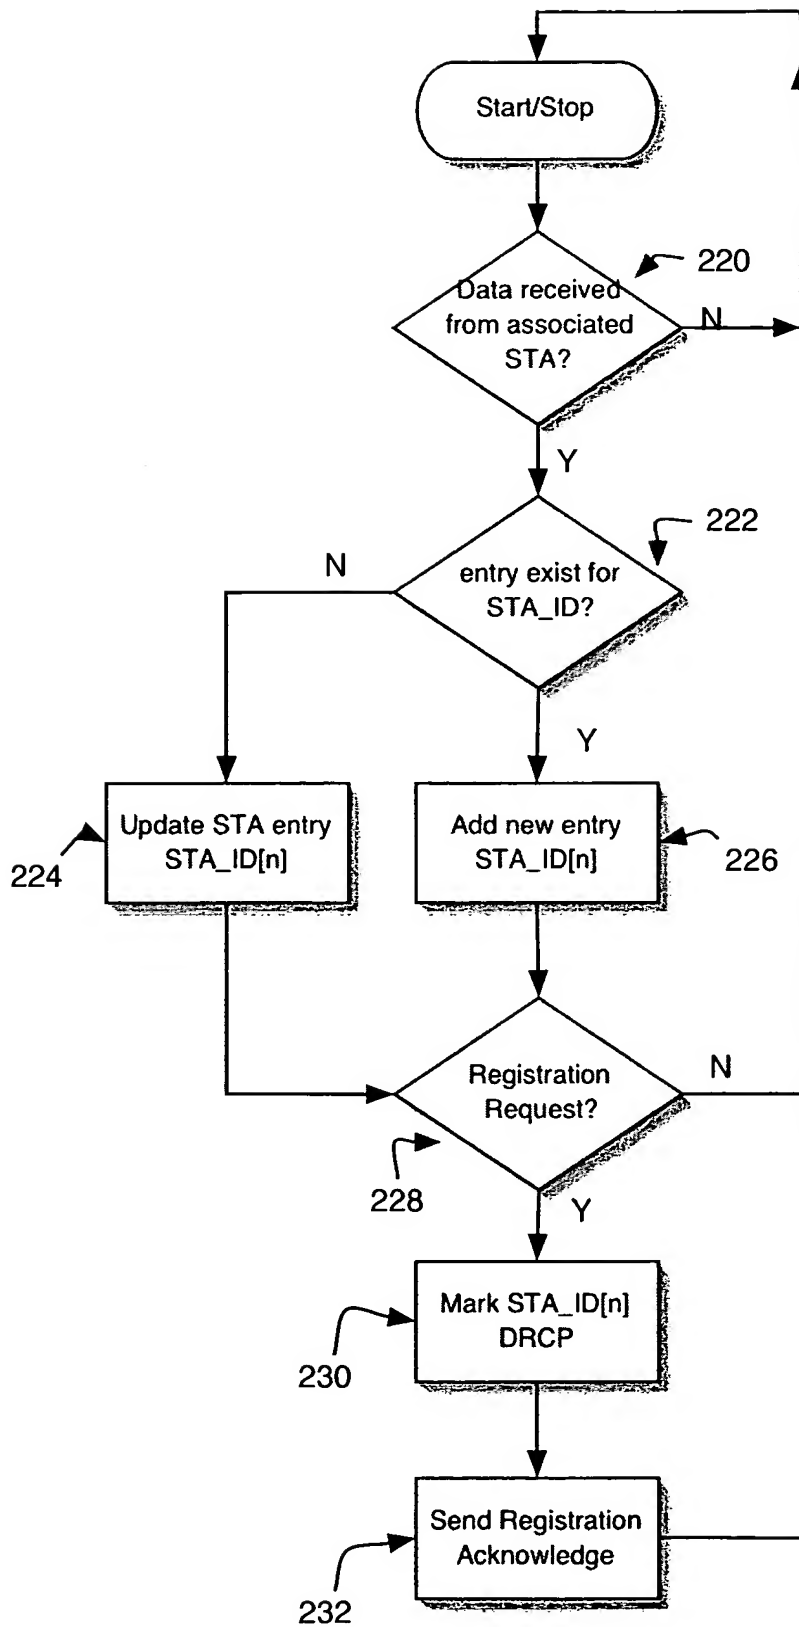 Start/Stop
220
Data received
from associated
STA?
N
Y
222
entry exist for
STA_ID?
N
Y
Update STA entry
STA_ID[n]
224
Add new entry
STA_ID[n]
226
Registration
Request?
N
228
Y
Mark STA_ID[n]
DRCP
230
Send Registration
Acknowledge
232